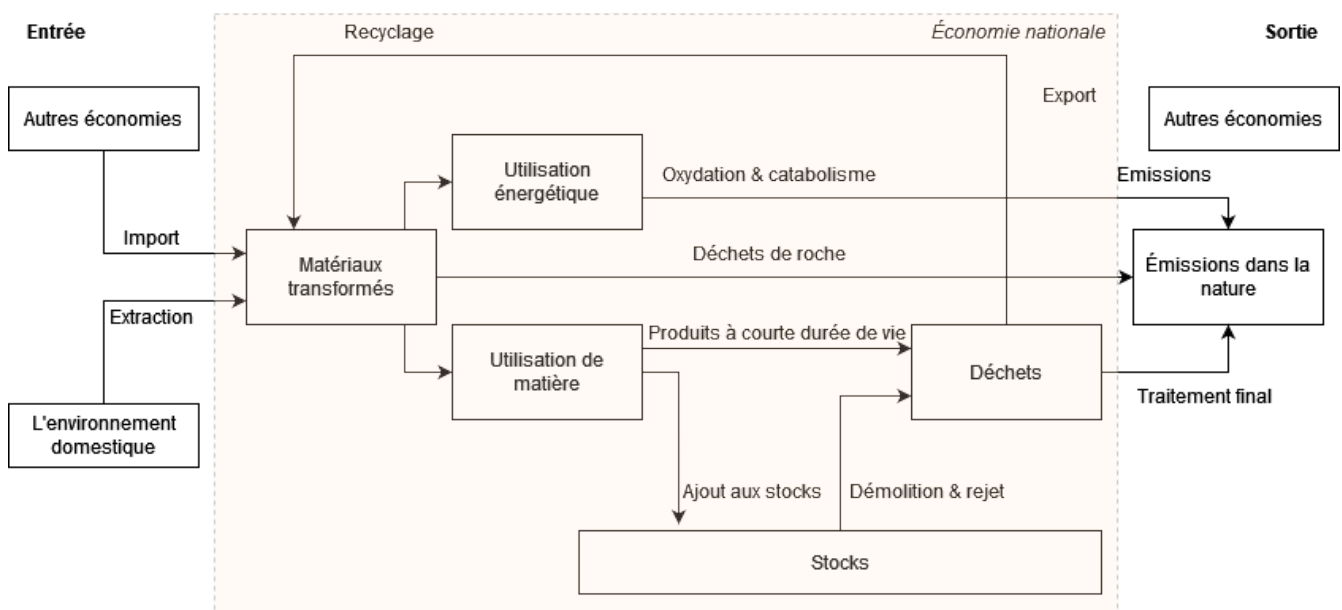 Entrée
Recyclage
Économie nationale
Sortie
Autres économies
Export
Autres économies
Utilisation
énergétique
Oxydation & catabolisme
Emissions
Import
Matériaux
transformés
Déchets de roche
Émissions dans la
nature
Extraction
Produits à courte durée de vie
Utilisation de
matière
Déchets
Traitement final
L'environnement
domestique
Ajout aux stocks
Démolition & rejet
Stocks